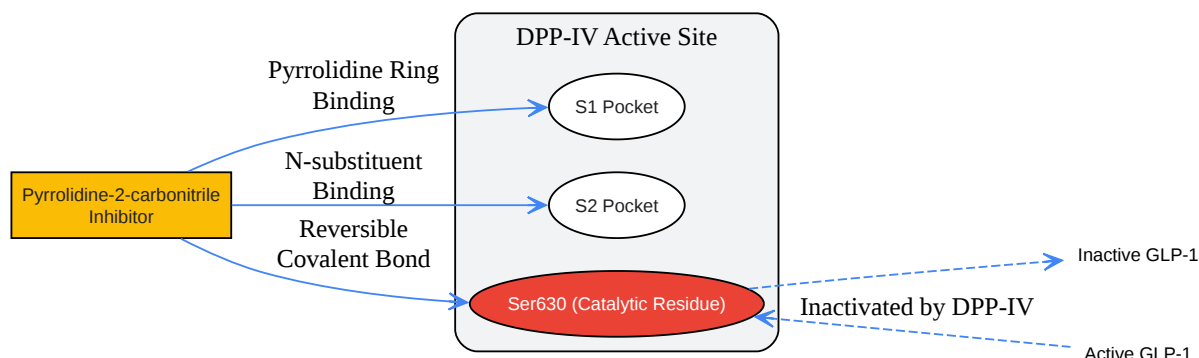 DPP-IV Active Site
Pyrrolidine Ring
Binding
S1 Pocket
N-substituent
Binding
Pyrrolidine-2-carbonitrile
Inhibitor
S2 Pocket
Reversible
Covalent Bond
Inactive GLP-1
Ser630 (Catalytic Residue)
Inactivated by DPP-IV
Active GLP-1